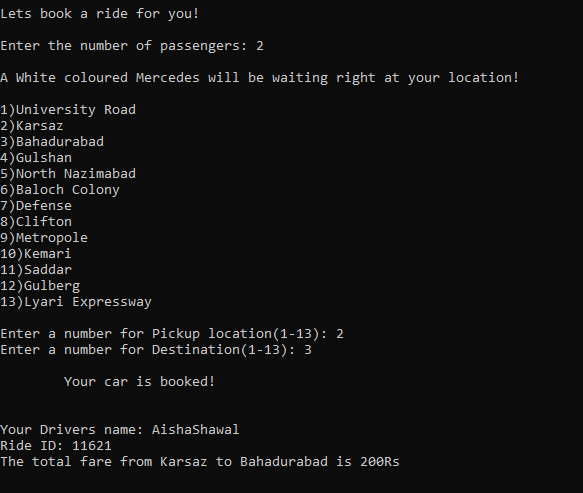 Lets book a ride for you!
Enter the number of passengers: 2
A White coloured Mercedes will be waiting right at your location!
1)University Road
2)Karsaz
3)Bahadurabad
4)Gulshan
5)North Nazimabad
6)Baloch Colony
7)Defense
8)Clifton
9)Metropole
10)Kemari
11)Saddar
12)Gulberg
13)Lyari Expressway
Enter a number for Pickup location(1-13): 2
Enter a number for Destination(1-13): 3
Your car is booked!
Your Drivers name: AishaShawal
Ride ID: 11621
The total fare from Karsaz to Bahadurabad is 200Rs